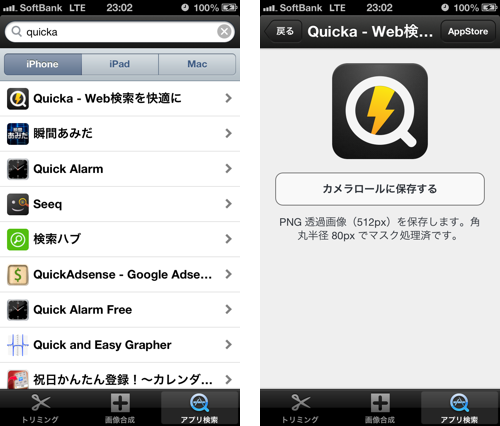 SoftBank LTE 23:02 100%
quicka
iPhone iPad Mac
Quicka - Web検索を快適に
瞬間あみだ
Quick Alarm
Seeq
検索ハブ
QuickAdsense - Google Adse...
Quick Alarm Free
Quick and Easy Grapher
祝日かんたん登録！～カレンダ...
トリミング 画像合成 アプリ検索
SoftBank LTE 23:02 100%
戻る Quicka - Web検... AppStore
カメラロールに保存する
PNG 透過画像（512px）を保存します。角
丸半径 80px でマスク処理済です。
トリミング 画像合成 アプリ検索